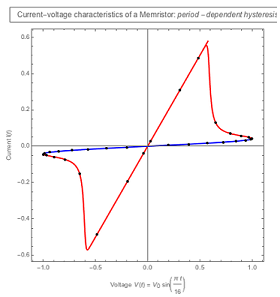 Current–voltage characteristics of a Memristor: period – dependent hysteresis
0.6
0.4
0.2
0.0
−0.2
−0.4
−0.6
Current I(t)
−1.0 −0.5 0.0 0.5 1.0
Voltage V(t) = V₀ sin(π t / 16)